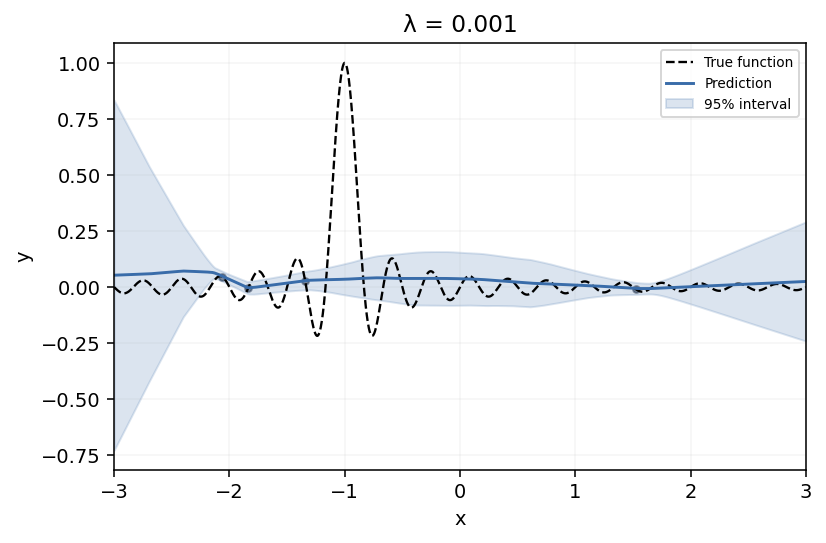 λ = 0.001
True function
Prediction
95% interval
1.00
0.75
0.50
0.25
0.00
−0.25
−0.50
−0.75
y
−3 −2 −1 0 1 2 3
x